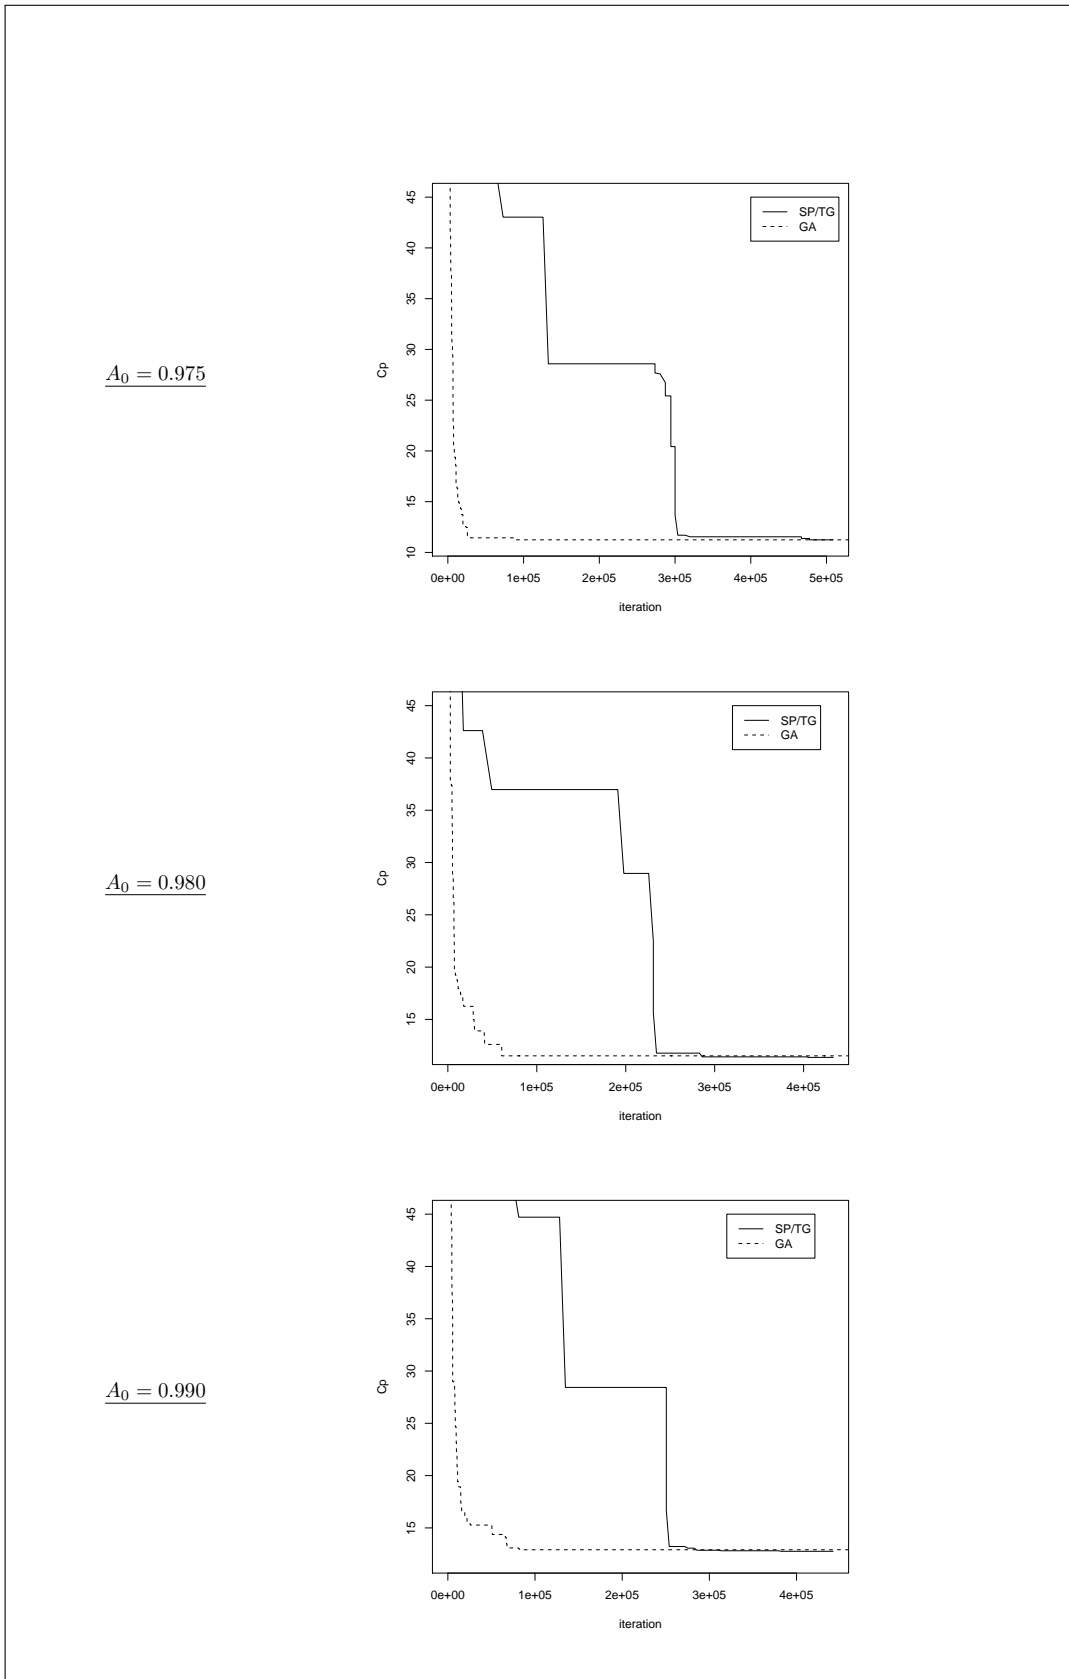 45
40
35
30
25
20
15
10
Cp
SP/TG
GA
A₀ = 0.975
0e+00 1e+05 2e+05 3e+05 4e+05 5e+05
iteration
45
40
35
30
25
20
15
Cp
SP/TG
GA
A₀ = 0.980
0e+00 1e+05 2e+05 3e+05 4e+05
iteration
45
40
35
30
25
20
15
Cp
SP/TG
GA
A₀ = 0.990
0e+00 1e+05 2e+05 3e+05 4e+05
iteration